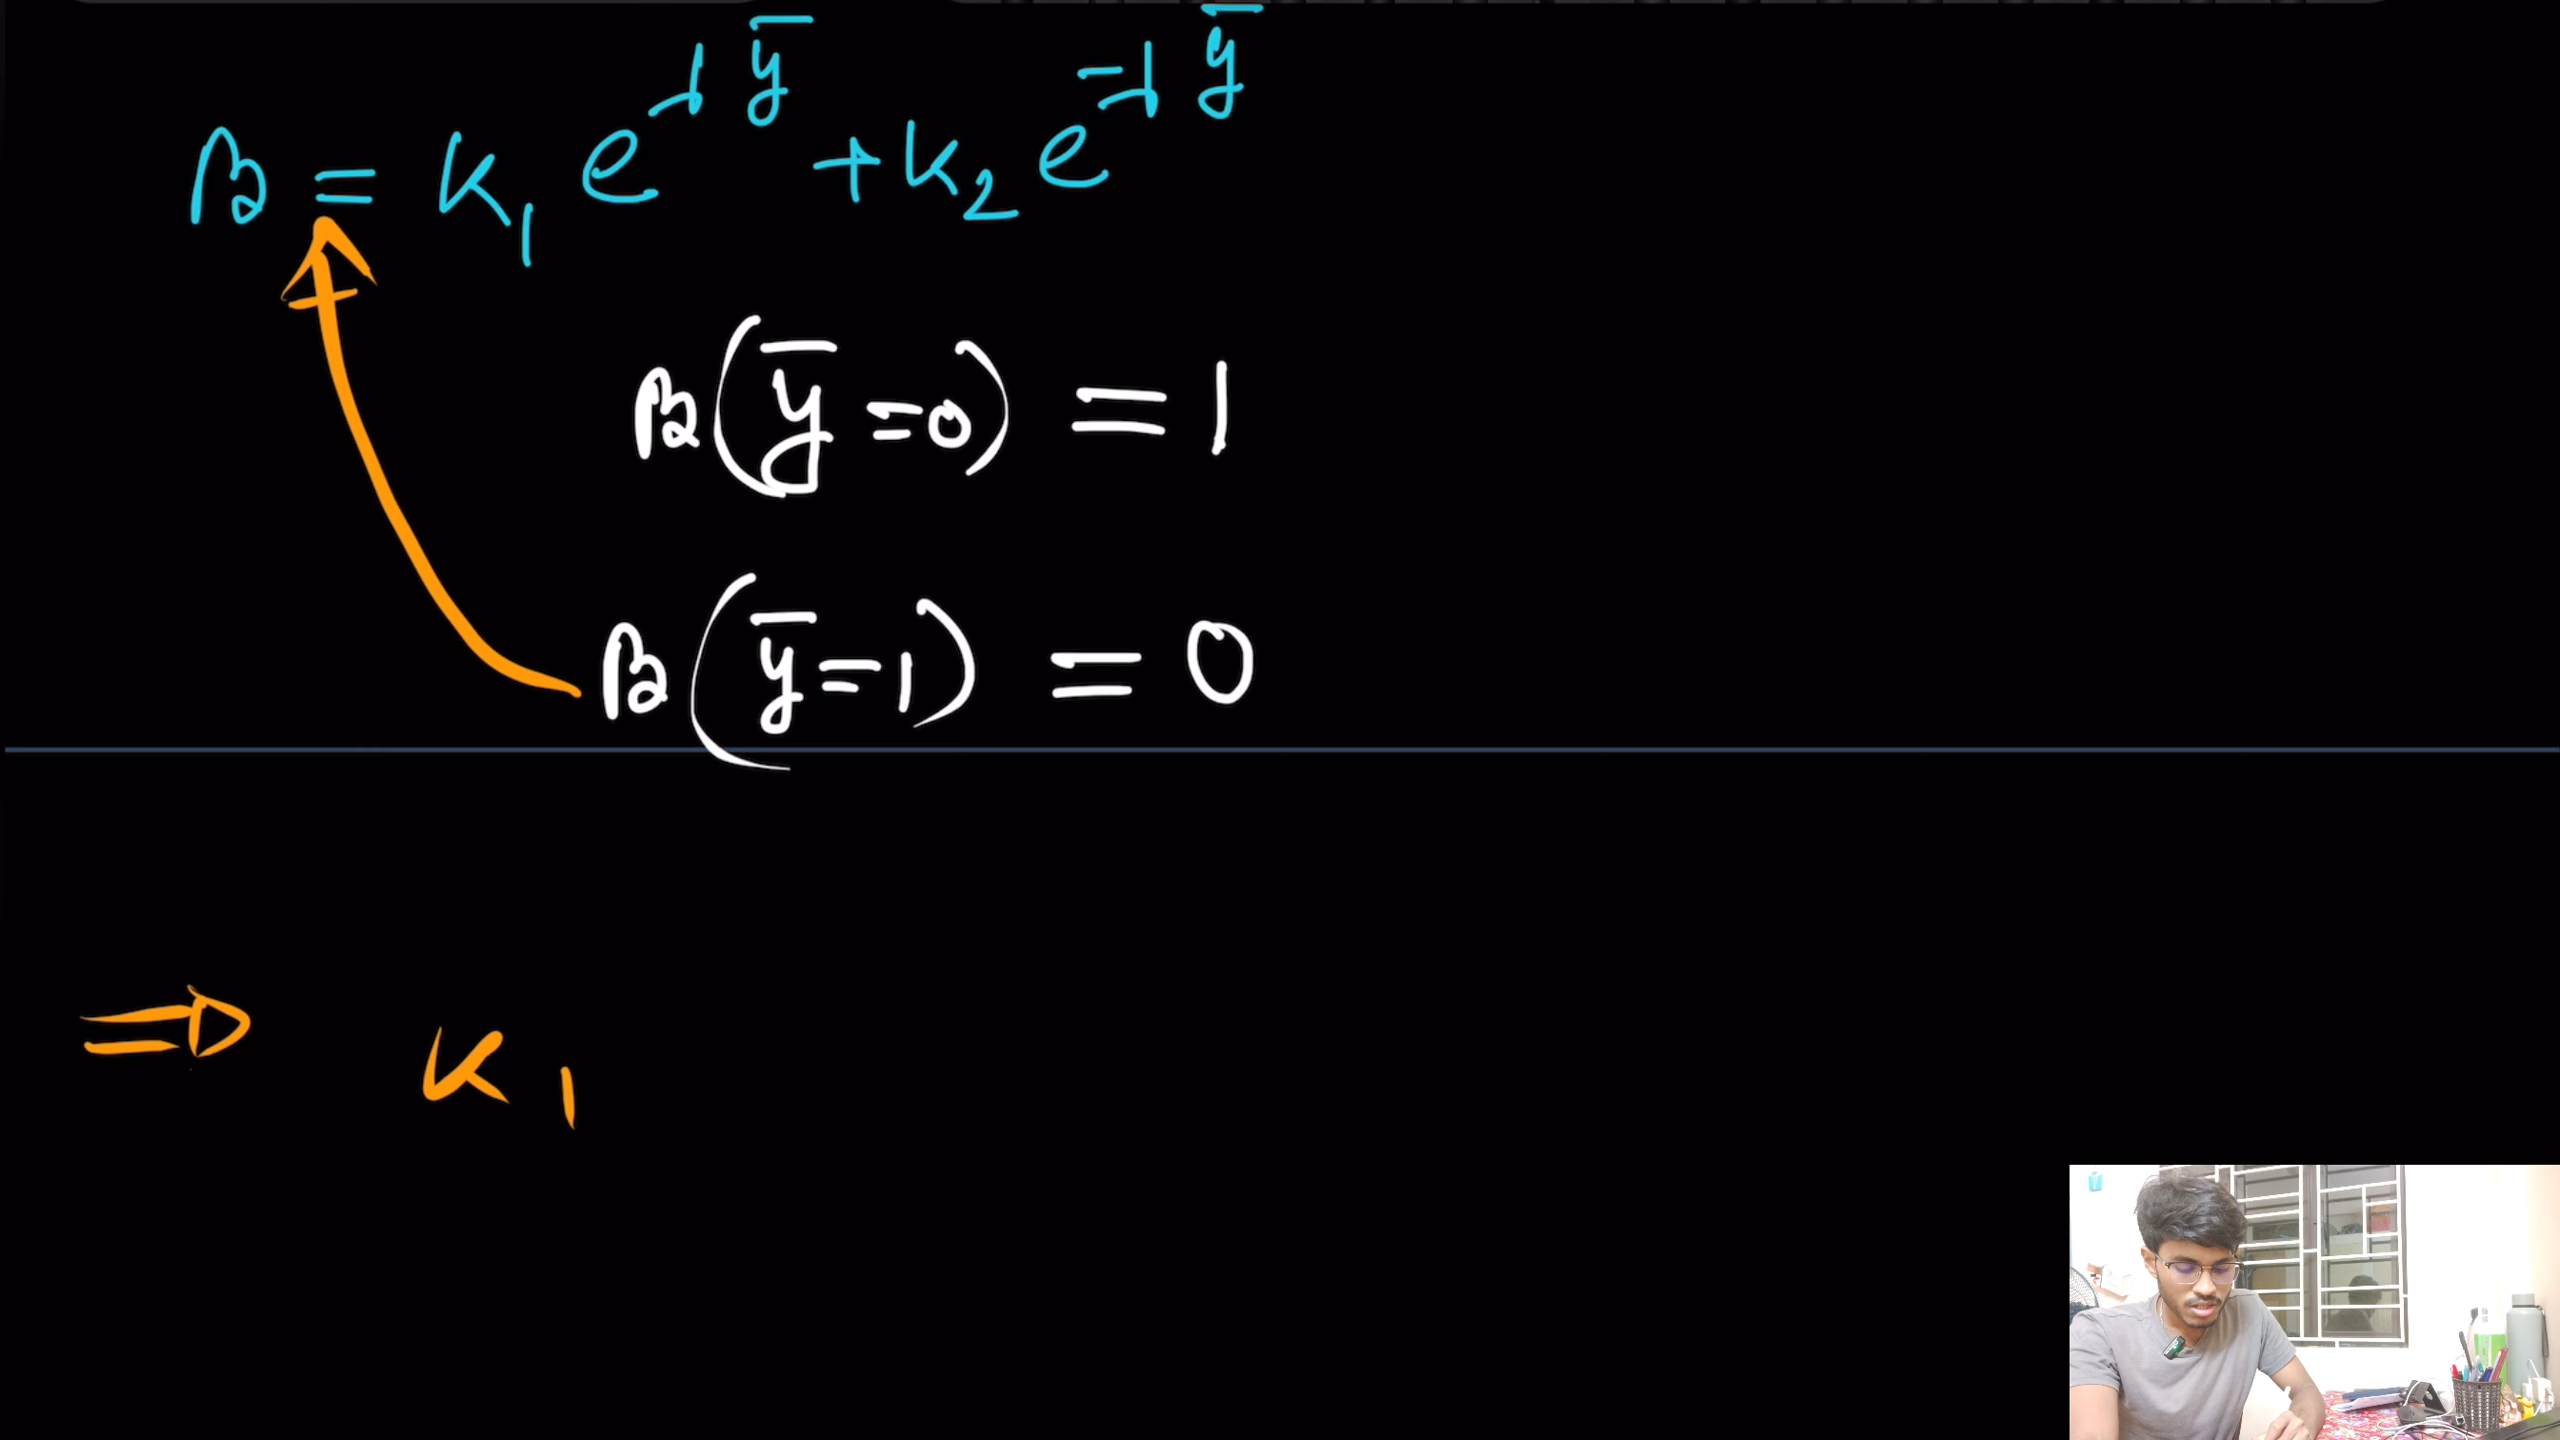 β = K₁ e^{λ y̅} + K₂ e^{-λ y̅}
β(y̅ = 0) = 1
β(y̅ = 1) = 0
⇒ K₁